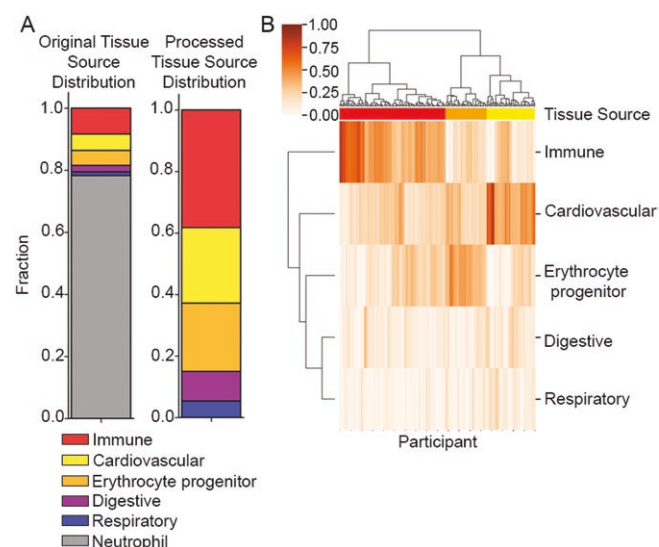 A
Original Tissue
Source
Distribution
Processed
Tissue Source
Distribution
Fraction
1.0
0.8
0.6
0.4
0.2
0.0
1.0
0.8
0.6
0.4
0.2
0.0
Immune
Cardiovascular
Erythrocyte progenitor
Digestive
Respiratory
Neutrophil
B
1.00
0.75
0.50
0.25
0.00
Tissue Source
Immune
Cardiovascular
Erythrocyte
progenitor
Digestive
Respiratory
Participant